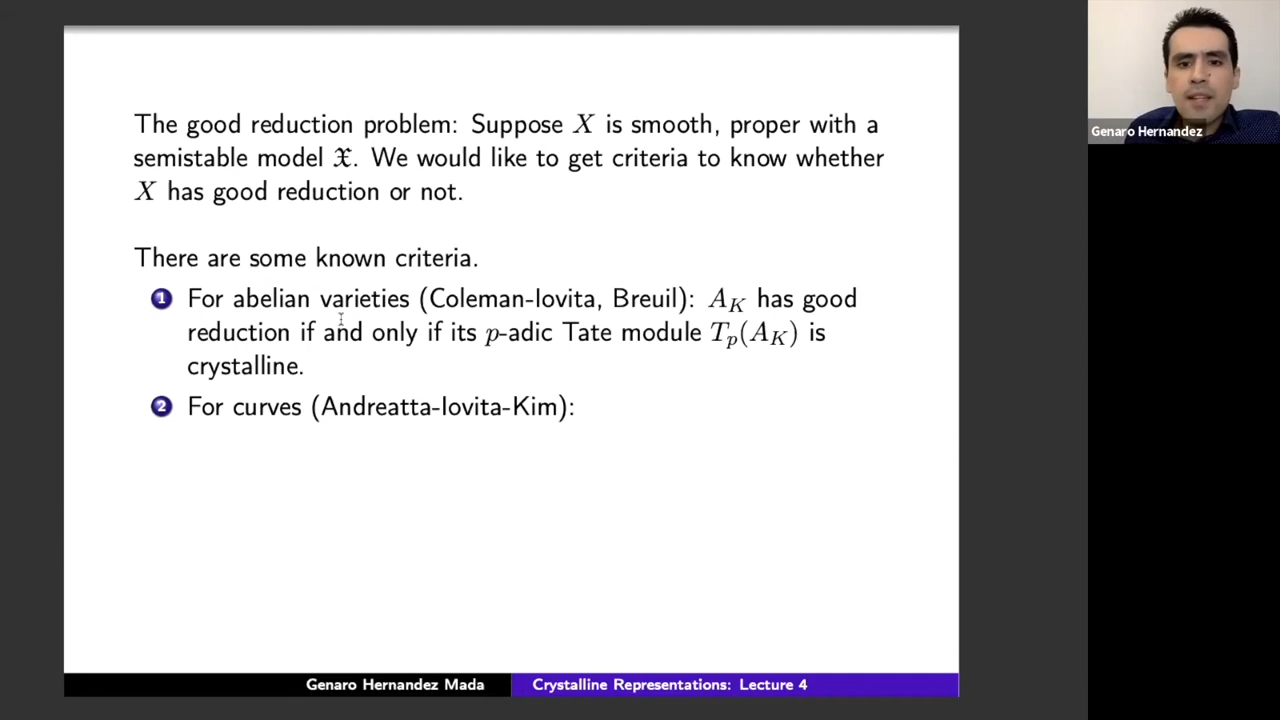 The good reduction problem: Suppose X is smooth, proper with a
semistable model 𝔛. We would like to get criteria to know whether
X has good reduction or not.
There are some known criteria.
1 For abelian varieties (Coleman-Iovita, Breuil): A_K has good
reduction if and only if its p-adic Tate module T_p(A_K) is
crystalline.
2 For curves (Andreatta-Iovita-Kim):
Genaro Hernandez Mada
Crystalline Representations: Lecture 4
Genaro Hernandez